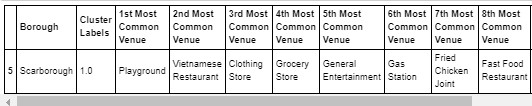 Borough Cluster Labels 1st Most Common Venue 2nd Most Common Venue 3rd Most Common Venue 4th Most Common Venue 5th Most Common Venue 6th Most Common Venue 7th Most Common Venue 8th Most Common Venue
5 Scarborough 1.0 Playground Vietnamese Restaurant Clothing Store Grocery Store General Entertainment Gas Station Fried Chicken Joint Fast Food Restaurant